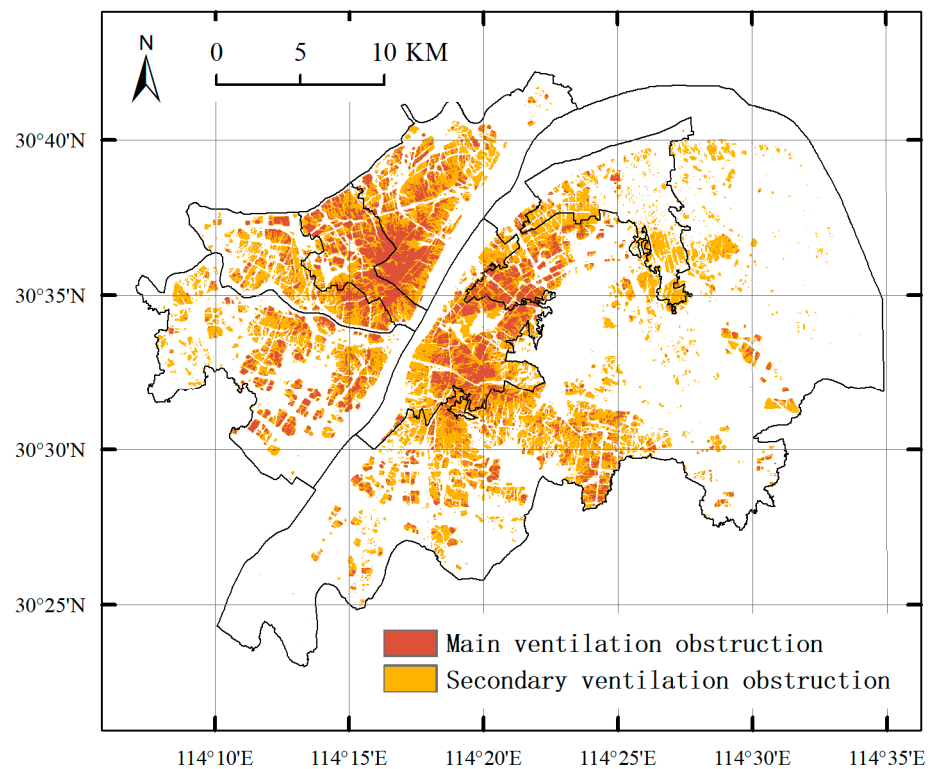 N
0 5 10 KM
30°40'N
30°35'N
30°30'N
30°25'N
Main ventilation obstruction
Secondary ventilation obstruction
114°10'E 114°15'E 114°20'E 114°25'E 114°30'E 114°35'E